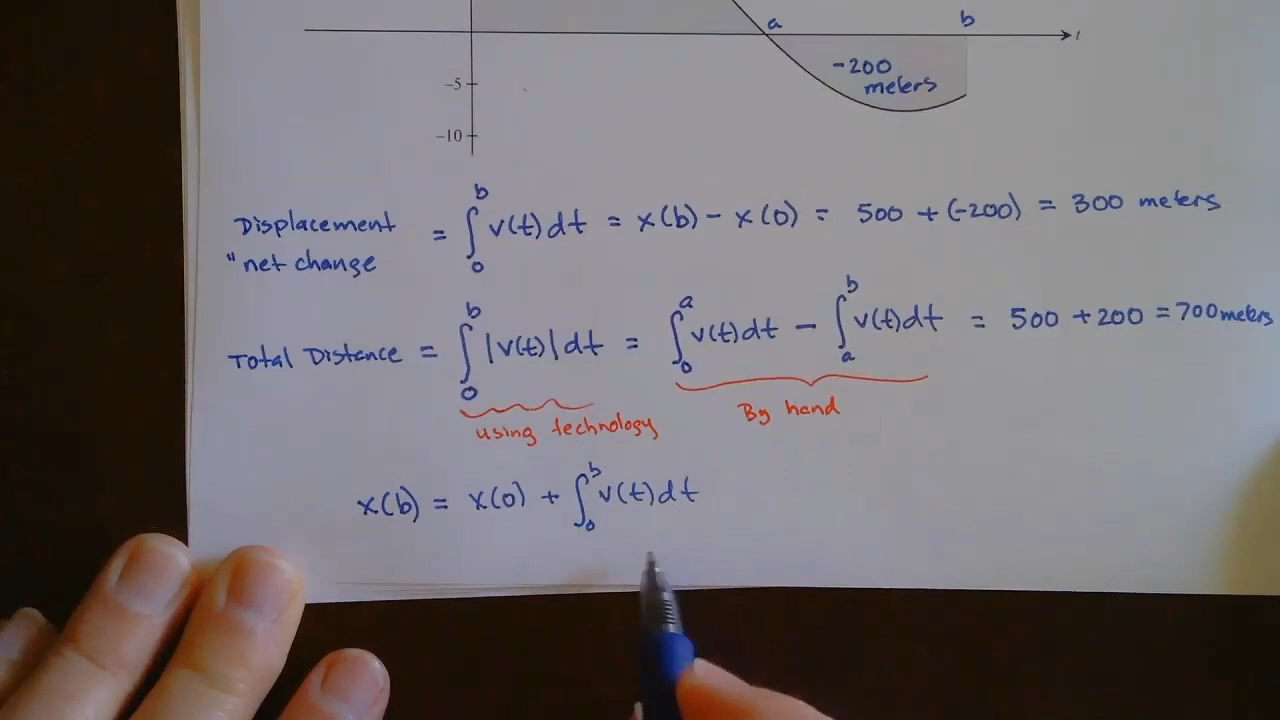 a b
t
-200
meters
-5
-10
Displacement = ∫₀ᵇ v(t) dt = x(b) - x(0) = 500 + (-200) = 300 meters
"net change
Total Distance = ∫₀ᵇ |v(t)| dt = ∫₀ᵃ v(t) dt - ∫ₐᵇ v(t) dt = 500 + 200 = 700 meters
using technology By hand
x(b) = x(0) + ∫₀ᵇ v(t) dt